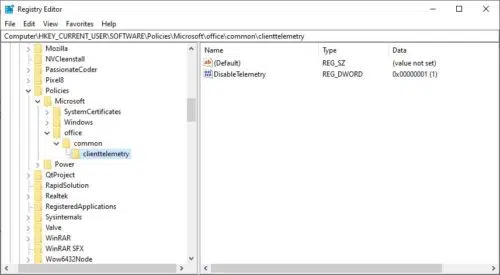 Registry Editor
File Edit View Favorites Help
Computer\HKEY_CURRENT_USER\SOFTWARE\Policies\Microsoft\office\common\clienttelemetry
Mozilla
NVCleanstall
PassionateCoder
Pixel8
Policies
Microsoft
SystemCertificates
Windows
office
common
clienttelemetry
Power
QtProject
RapidSolution
Realtek
RegisteredApplications
Sysinternals
Valve
WinRAR
WinRAR SFX
Wow6432Node
Name Type Data
(Default) REG_SZ (value not set)
DisableTelemetry REG_DWORD 0x00000001 (1)